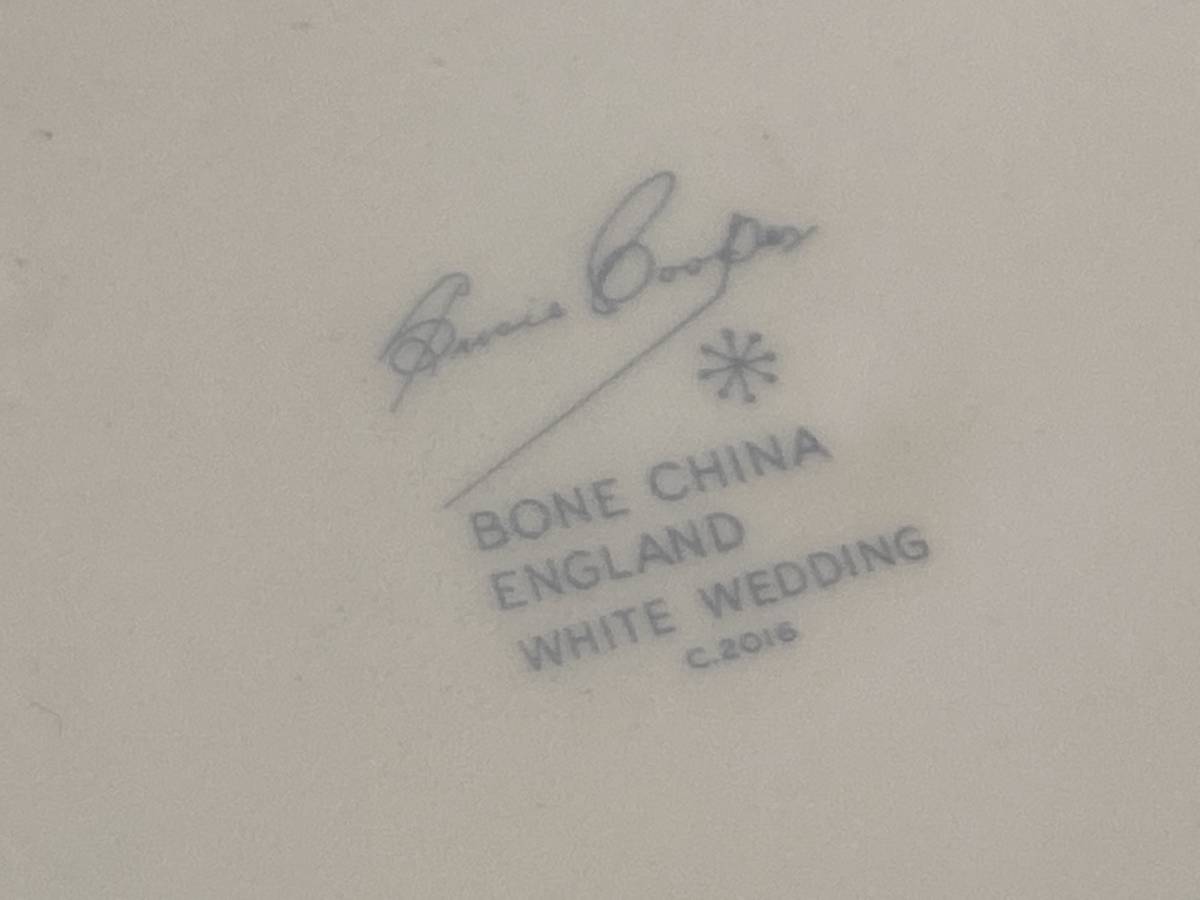 Susie Cooper
BONE CHINA
ENGLAND
WHITE WEDDING
C.2016